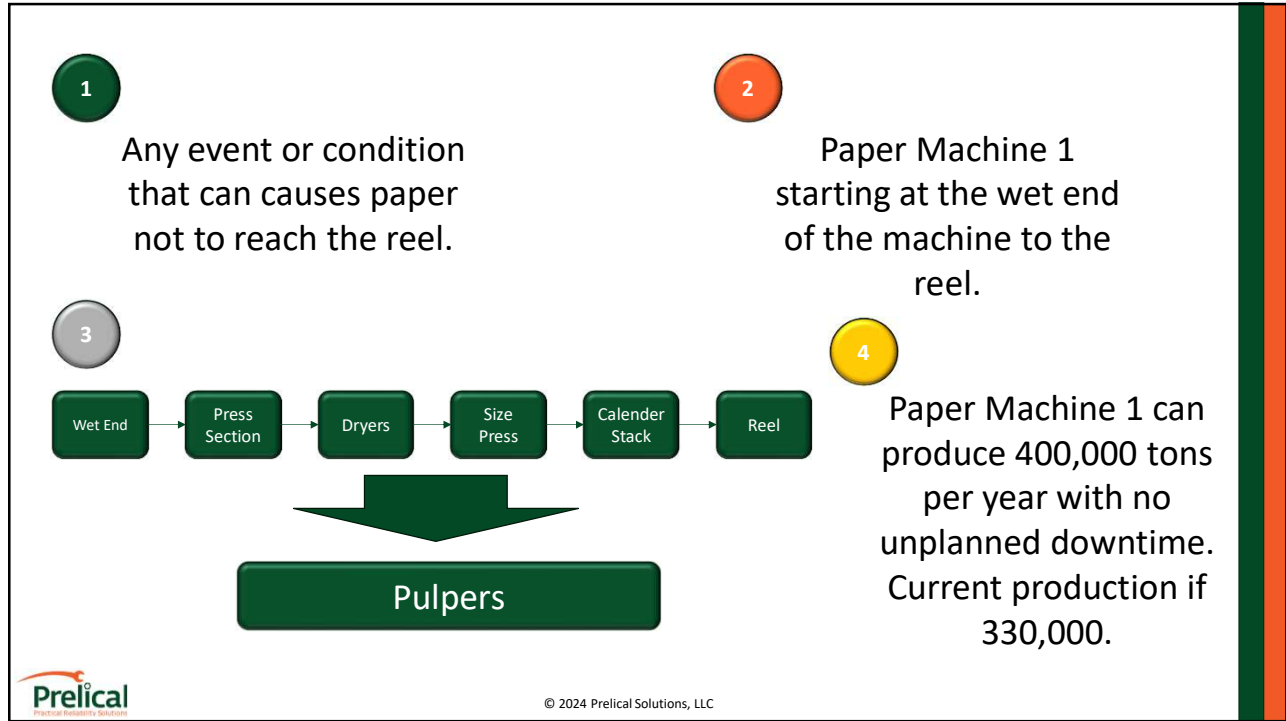 1
Any event or condition
that can causes paper
not to reach the reel.
2
Paper Machine 1
starting at the wet end
of the machine to the
reel.
3
Wet End
Press
Section
Dryers
Size
Press
Calender
Stack
Reel
Pulpers
4
Paper Machine 1 can
produce 400,000 tons
per year with no
unplanned downtime.
Current production if
330,000.
Prelical
Practical Reliability Solutions
© 2024 Prelical Solutions, LLC